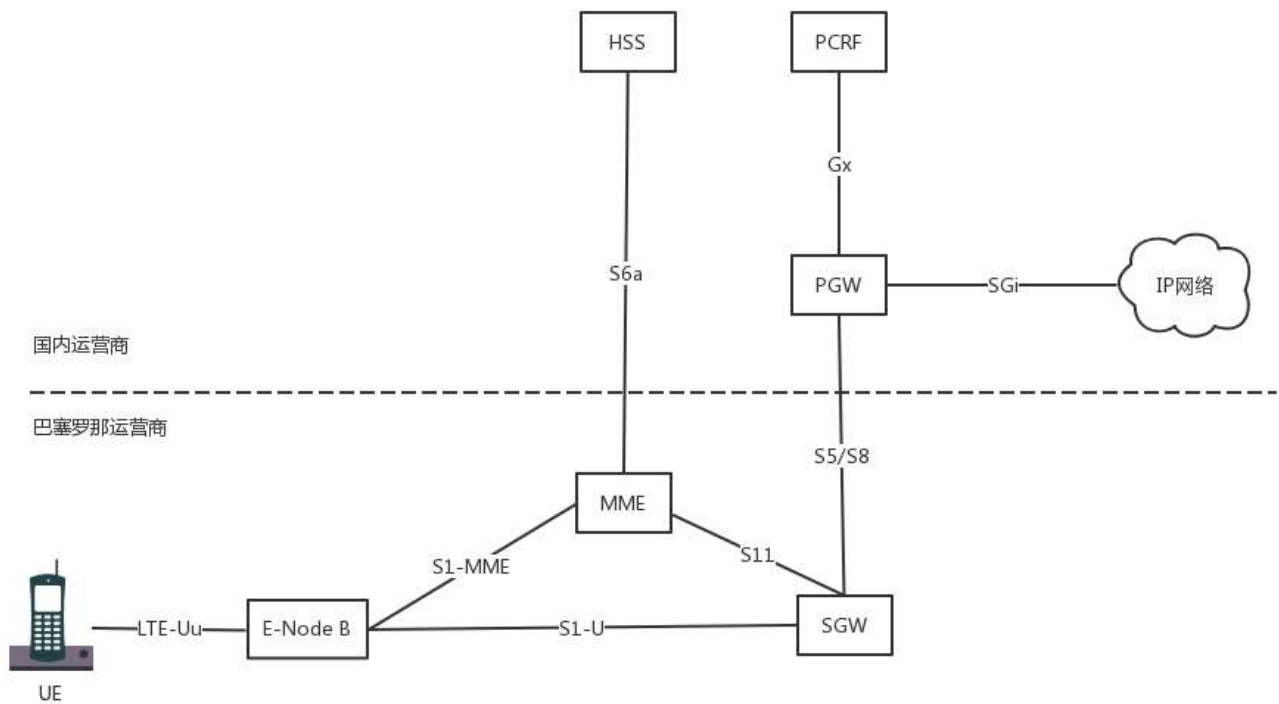 HSS
PCRF
Gx
S6a
PGW
SGi
IP网络
国内运营商
巴塞罗那运营商
S5/S8
MME
S1-MME
S11
LTE-Uu
E-Node B
S1-U
SGW
UE